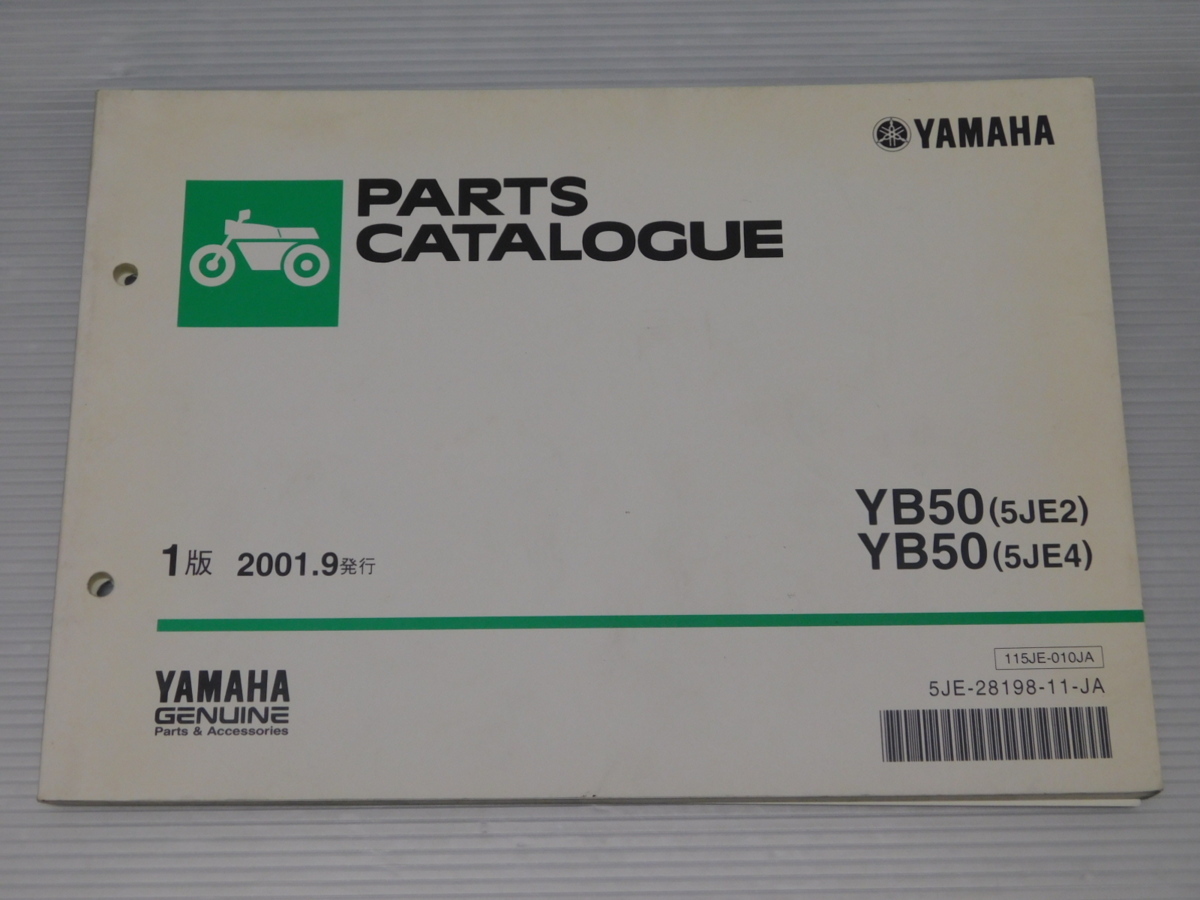 YAMAHA
PARTS
CATALOGUE
YB50 (5JE2)
YB50 (5JE4)
1版 2001.9発行
115JE-010JA
5JE-28198-11-JA
YAMAHA
GENUINE
Parts & Accessories